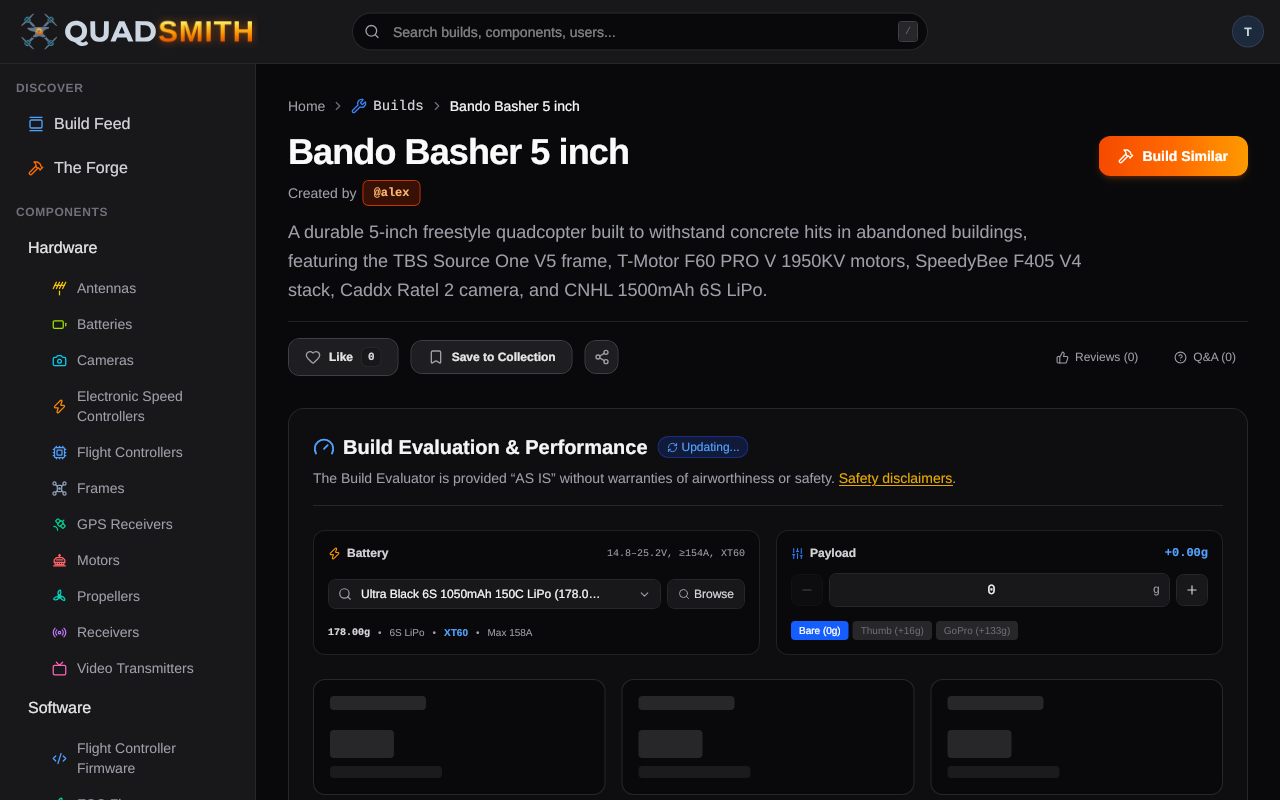 QUADSMITH
Search builds, components, users...
/
T
DISCOVER
Build Feed
The Forge
COMPONENTS
Hardware
Antennas
Batteries
Cameras
Electronic Speed
Controllers
Flight Controllers
Frames
GPS Receivers
Motors
Propellers
Receivers
Video Transmitters
Software
Flight Controller
Firmware
Home
Builds
Bando Basher 5 inch
Bando Basher 5 inch
Build Similar
Created by @alex
A durable 5-inch freestyle quadcopter built to withstand concrete hits in abandoned buildings,
featuring the TBS Source One V5 frame, T-Motor F60 PRO V 1950KV motors, SpeedyBee F405 V4
stack, Caddx Ratel 2 camera, and CNHL 1500mAh 6S LiPo.
Like 0
Save to Collection
Reviews (0)
Q&A (0)
Build Evaluation & Performance
Updating...
The Build Evaluator is provided “AS IS” without warranties of airworthiness or safety. Safety disclaimers.
Battery
14.8–25.2V, ≥154A, XT60
Ultra Black 6S 1050mAh 150C LiPo (178.0…
Browse
178.00g • 6S LiPo • XT60 • Max 158A
Payload
+0.00g
0
g
Bare (0g)
Thumb (+16g)
GoPro (+133g)